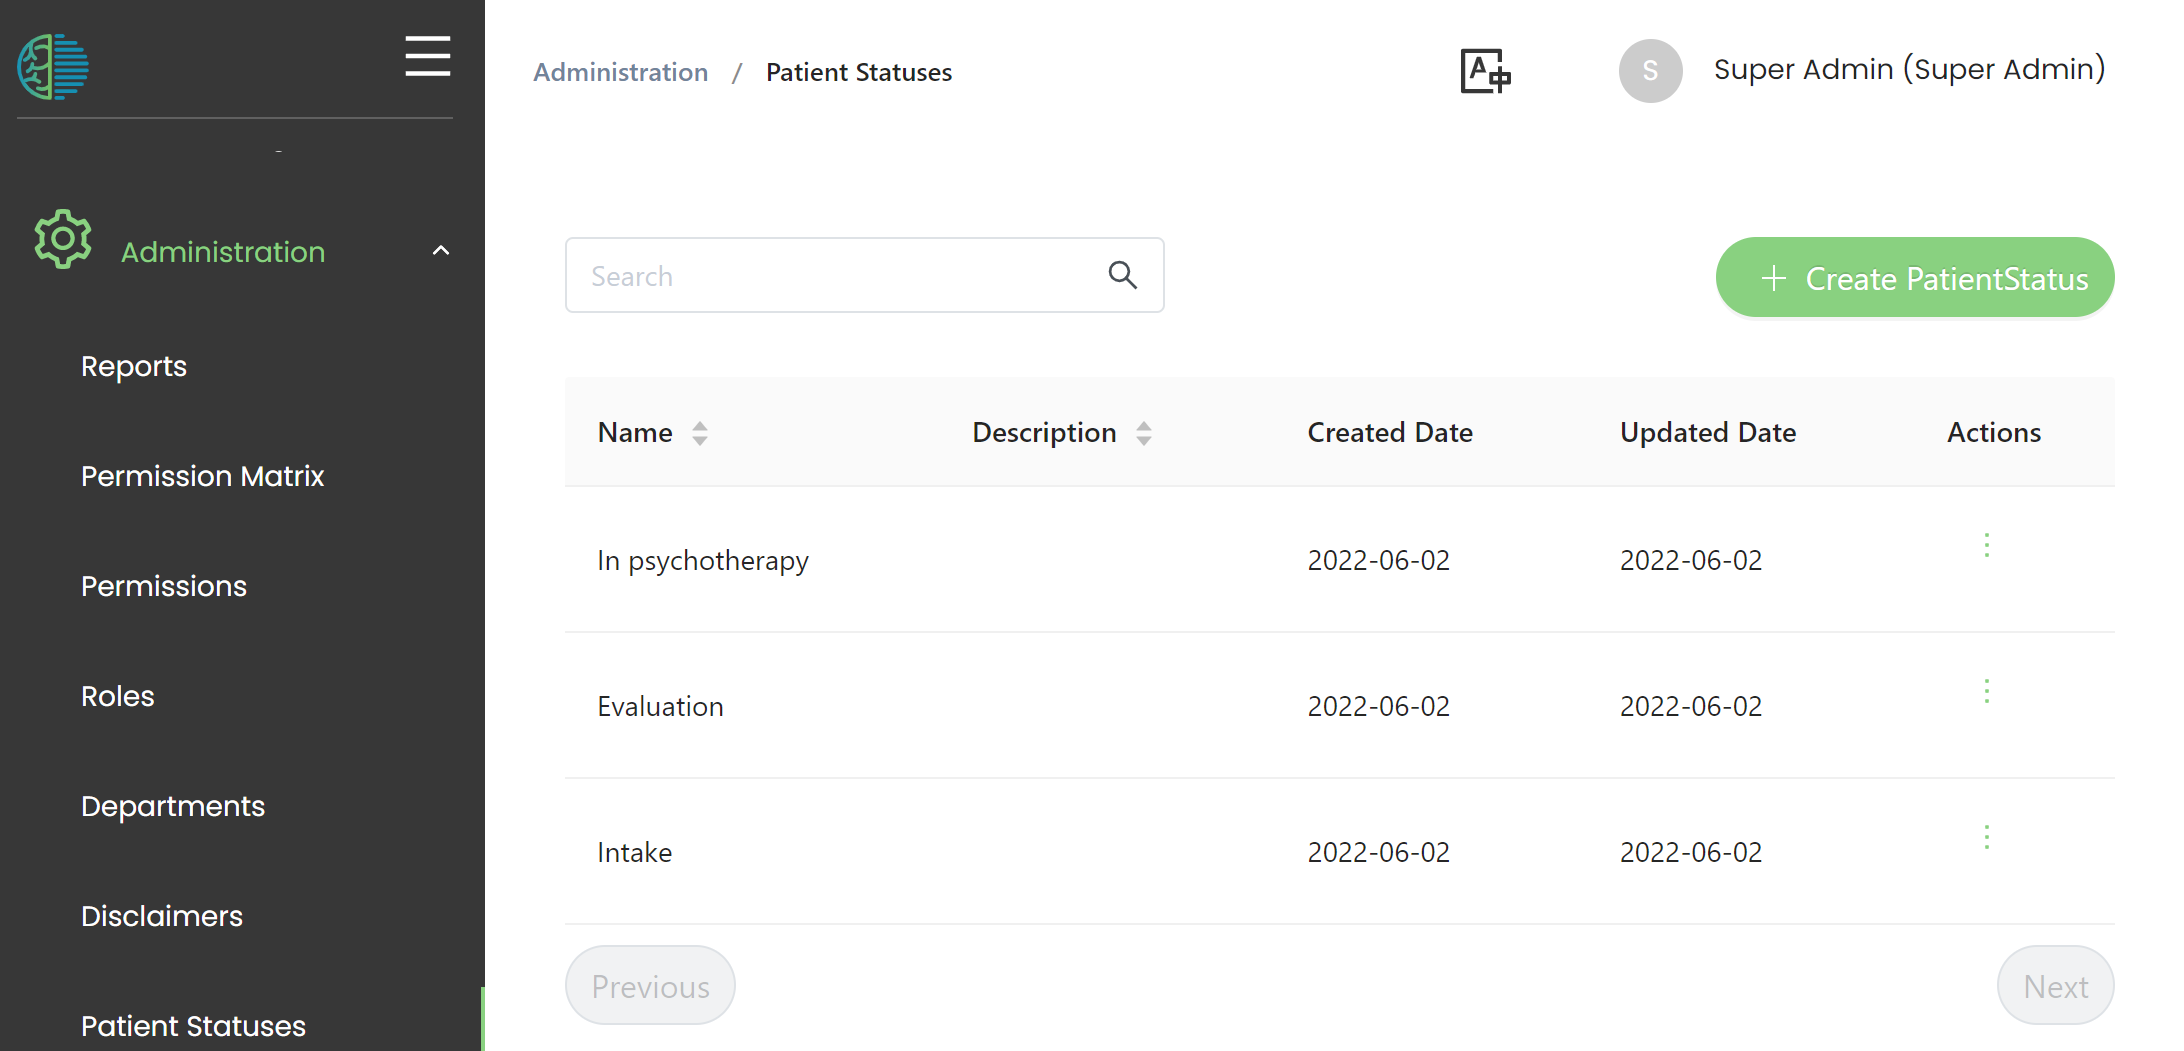 Administration / Patient Statuses
S
Super Admin (Super Admin)
Administration
Reports
Permission Matrix
Permissions
Roles
Departments
Disclaimers
Patient Statuses
Search
+ Create PatientStatus
Name Description Created Date Updated Date Actions
In psychotherapy 2022-06-02 2022-06-02
Evaluation 2022-06-02 2022-06-02
Intake 2022-06-02 2022-06-02
Previous
Next